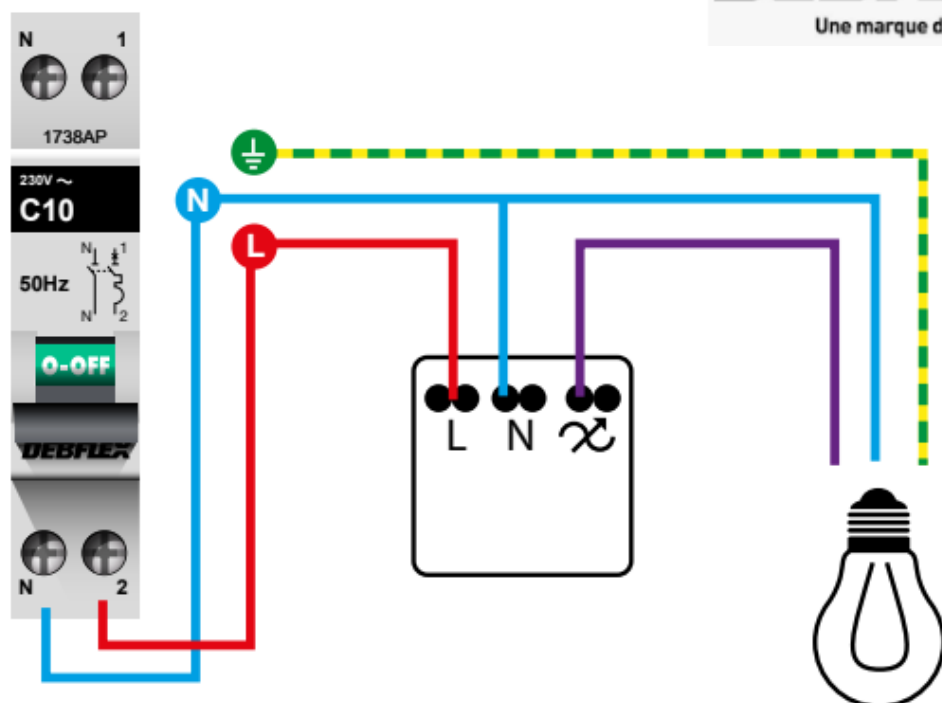 Une marque d
N 1
1738AP
230V ~
C10
N
L
N 1
50Hz
N 2
O-OFF
DEBFLEX
L N
N 2